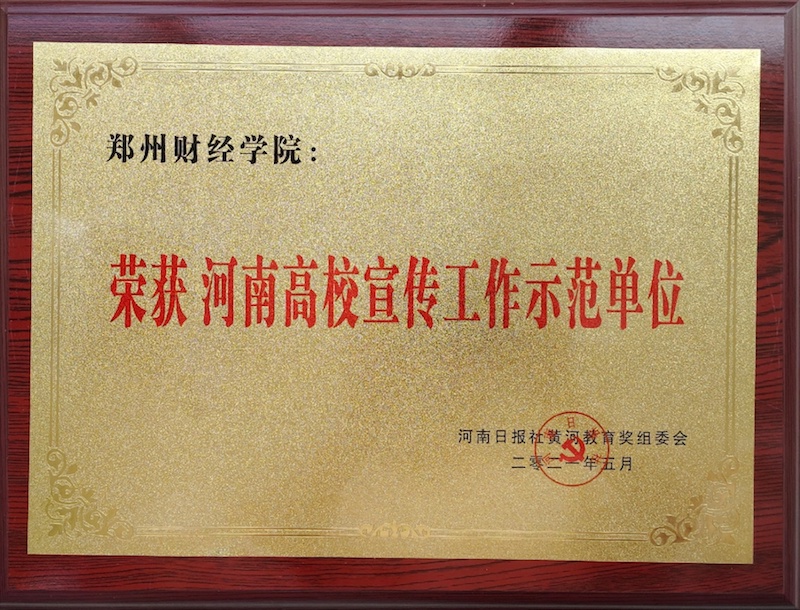 郑州财经学院：
荣获 河南高校宣传工作示范单位
河南日报社黄河教育奖组委会
二零二一年五月